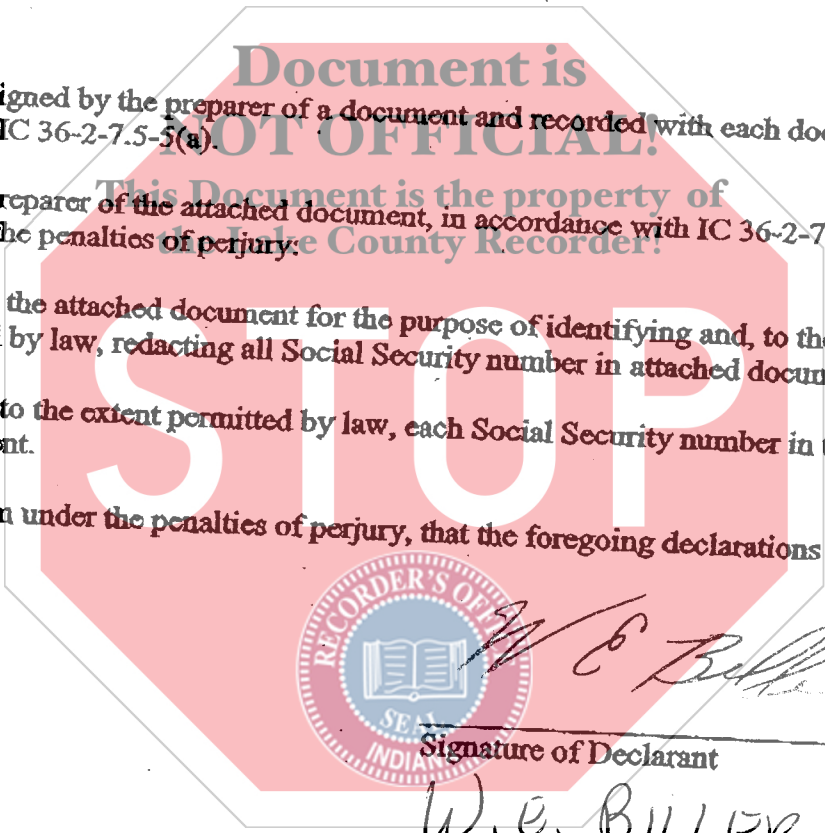 Document is
igned by the preparer of a document and recorded with each doc
IC 36-2-7.5-5(a).
NOT OFFICIAL!
This Document is the property of
reparer of the attached document, in accordance with IC 36-2-7
the Lake County Recorder!
he penalties of perjury:
the attached document for the purpose of identifying and, to the
by law, redacting all Social Security number in attached docum
STOP
to the extent permitted by law, each Social Security number in t
nt.
n under the penalties of perjury, that the foregoing declarations
RECORDER'S OFFICE
SEAL
INDIANA
W E Biller
Signature of Declarant
W. E. BILLER